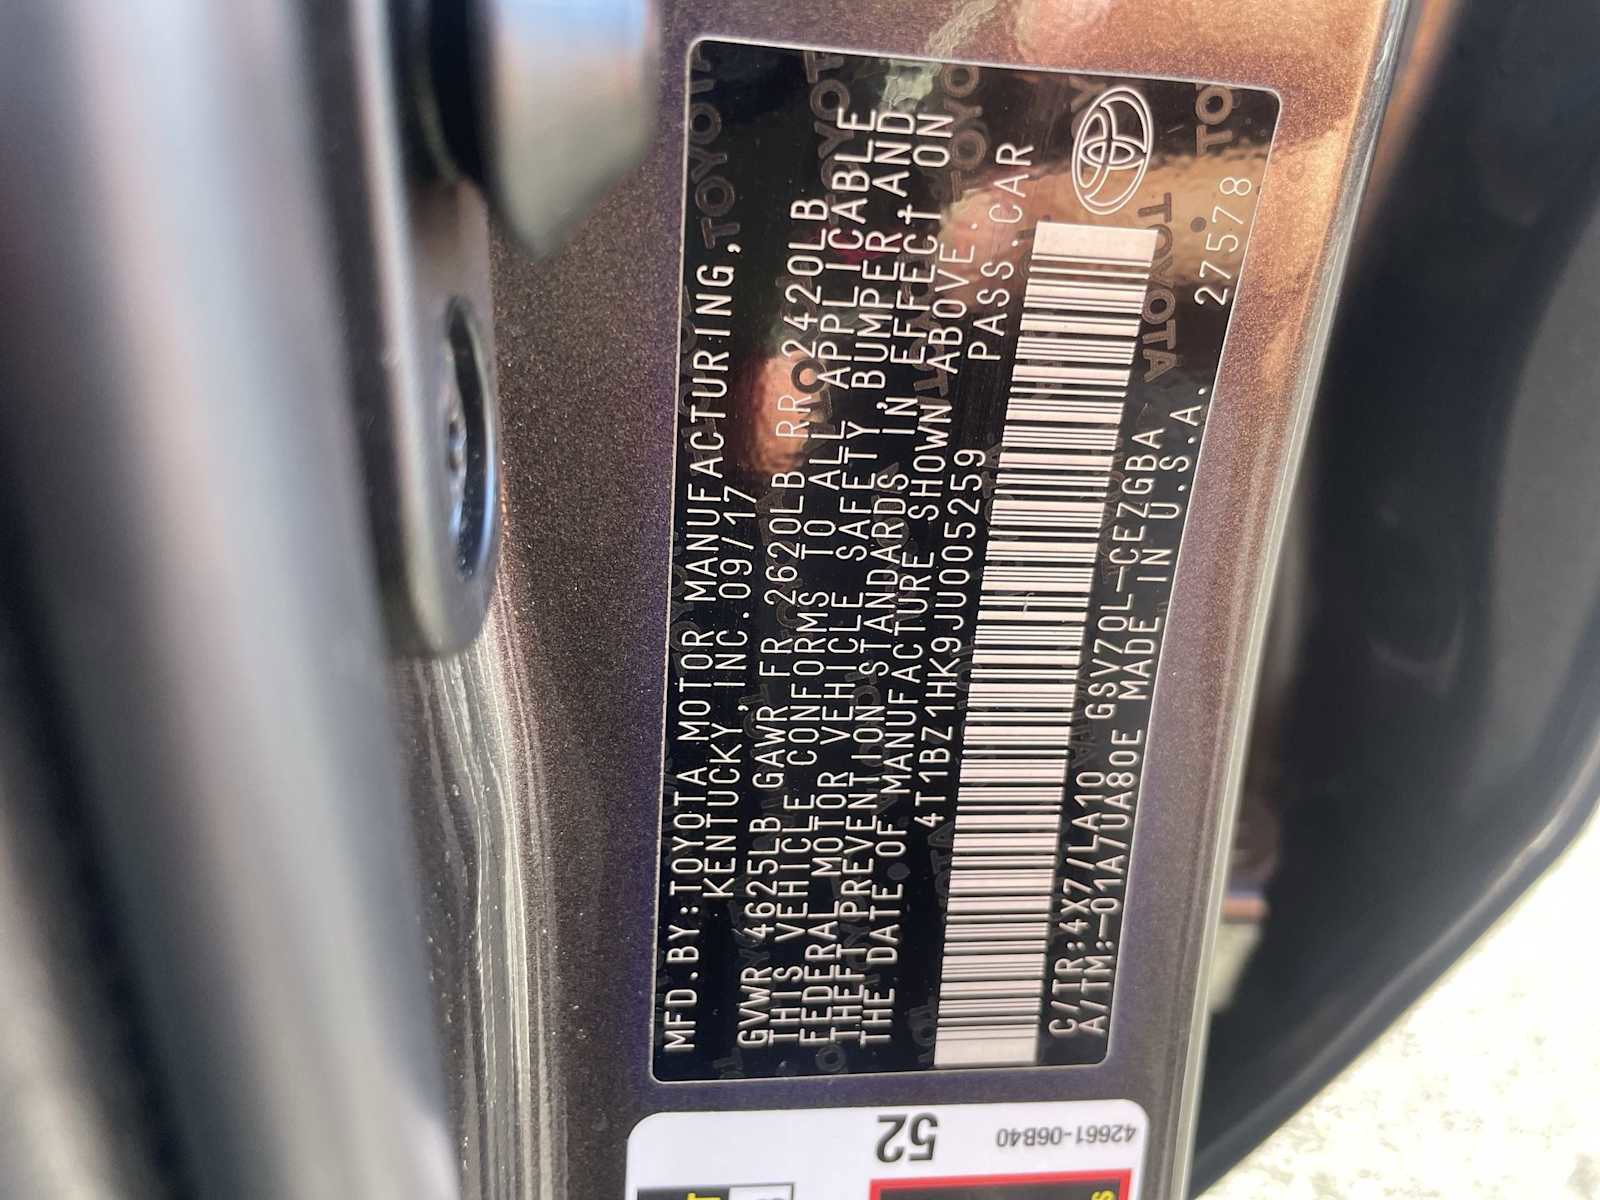 MFD.BY:TOYOTA MOTOR MANUFACTURING,
KENTUCKY,INC.09/17
GVWR 4625LB GAWR FR 2620LB RR 2420LB
THIS VEHICLE CONFORMS TO ALL APPLICABLE
FEDERAL MOTOR VEHICLE SAFETY,BUMPER,AND
THEFT PREVENTION STANDARDS IN EFFECT ON
THE DATE OF MANUFACTURE SHOWN ABOVE.
4T1BZ1HK9JU005259 PASS.CAR
C/TR:4X7/LA10 GSV70L-CEZGBA
A/TM:-01A/UA80E MADE IN U.S.A.
27578
52
42661-06B40